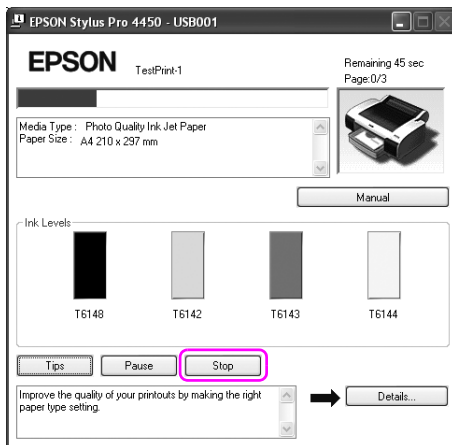 EPSON Stylus Pro 4450 - USB001
EPSON
TestPrint-1
Remaining 45 sec
Page:0/3
Media Type : Photo Quality Ink Jet Paper
Paper Size : A4 210 x 297 mm
Manual
Ink Levels
T6148 T6142 T6143 T6144
Tips Pause Stop
Improve the quality of your printouts by making the right
paper type setting.
Details...